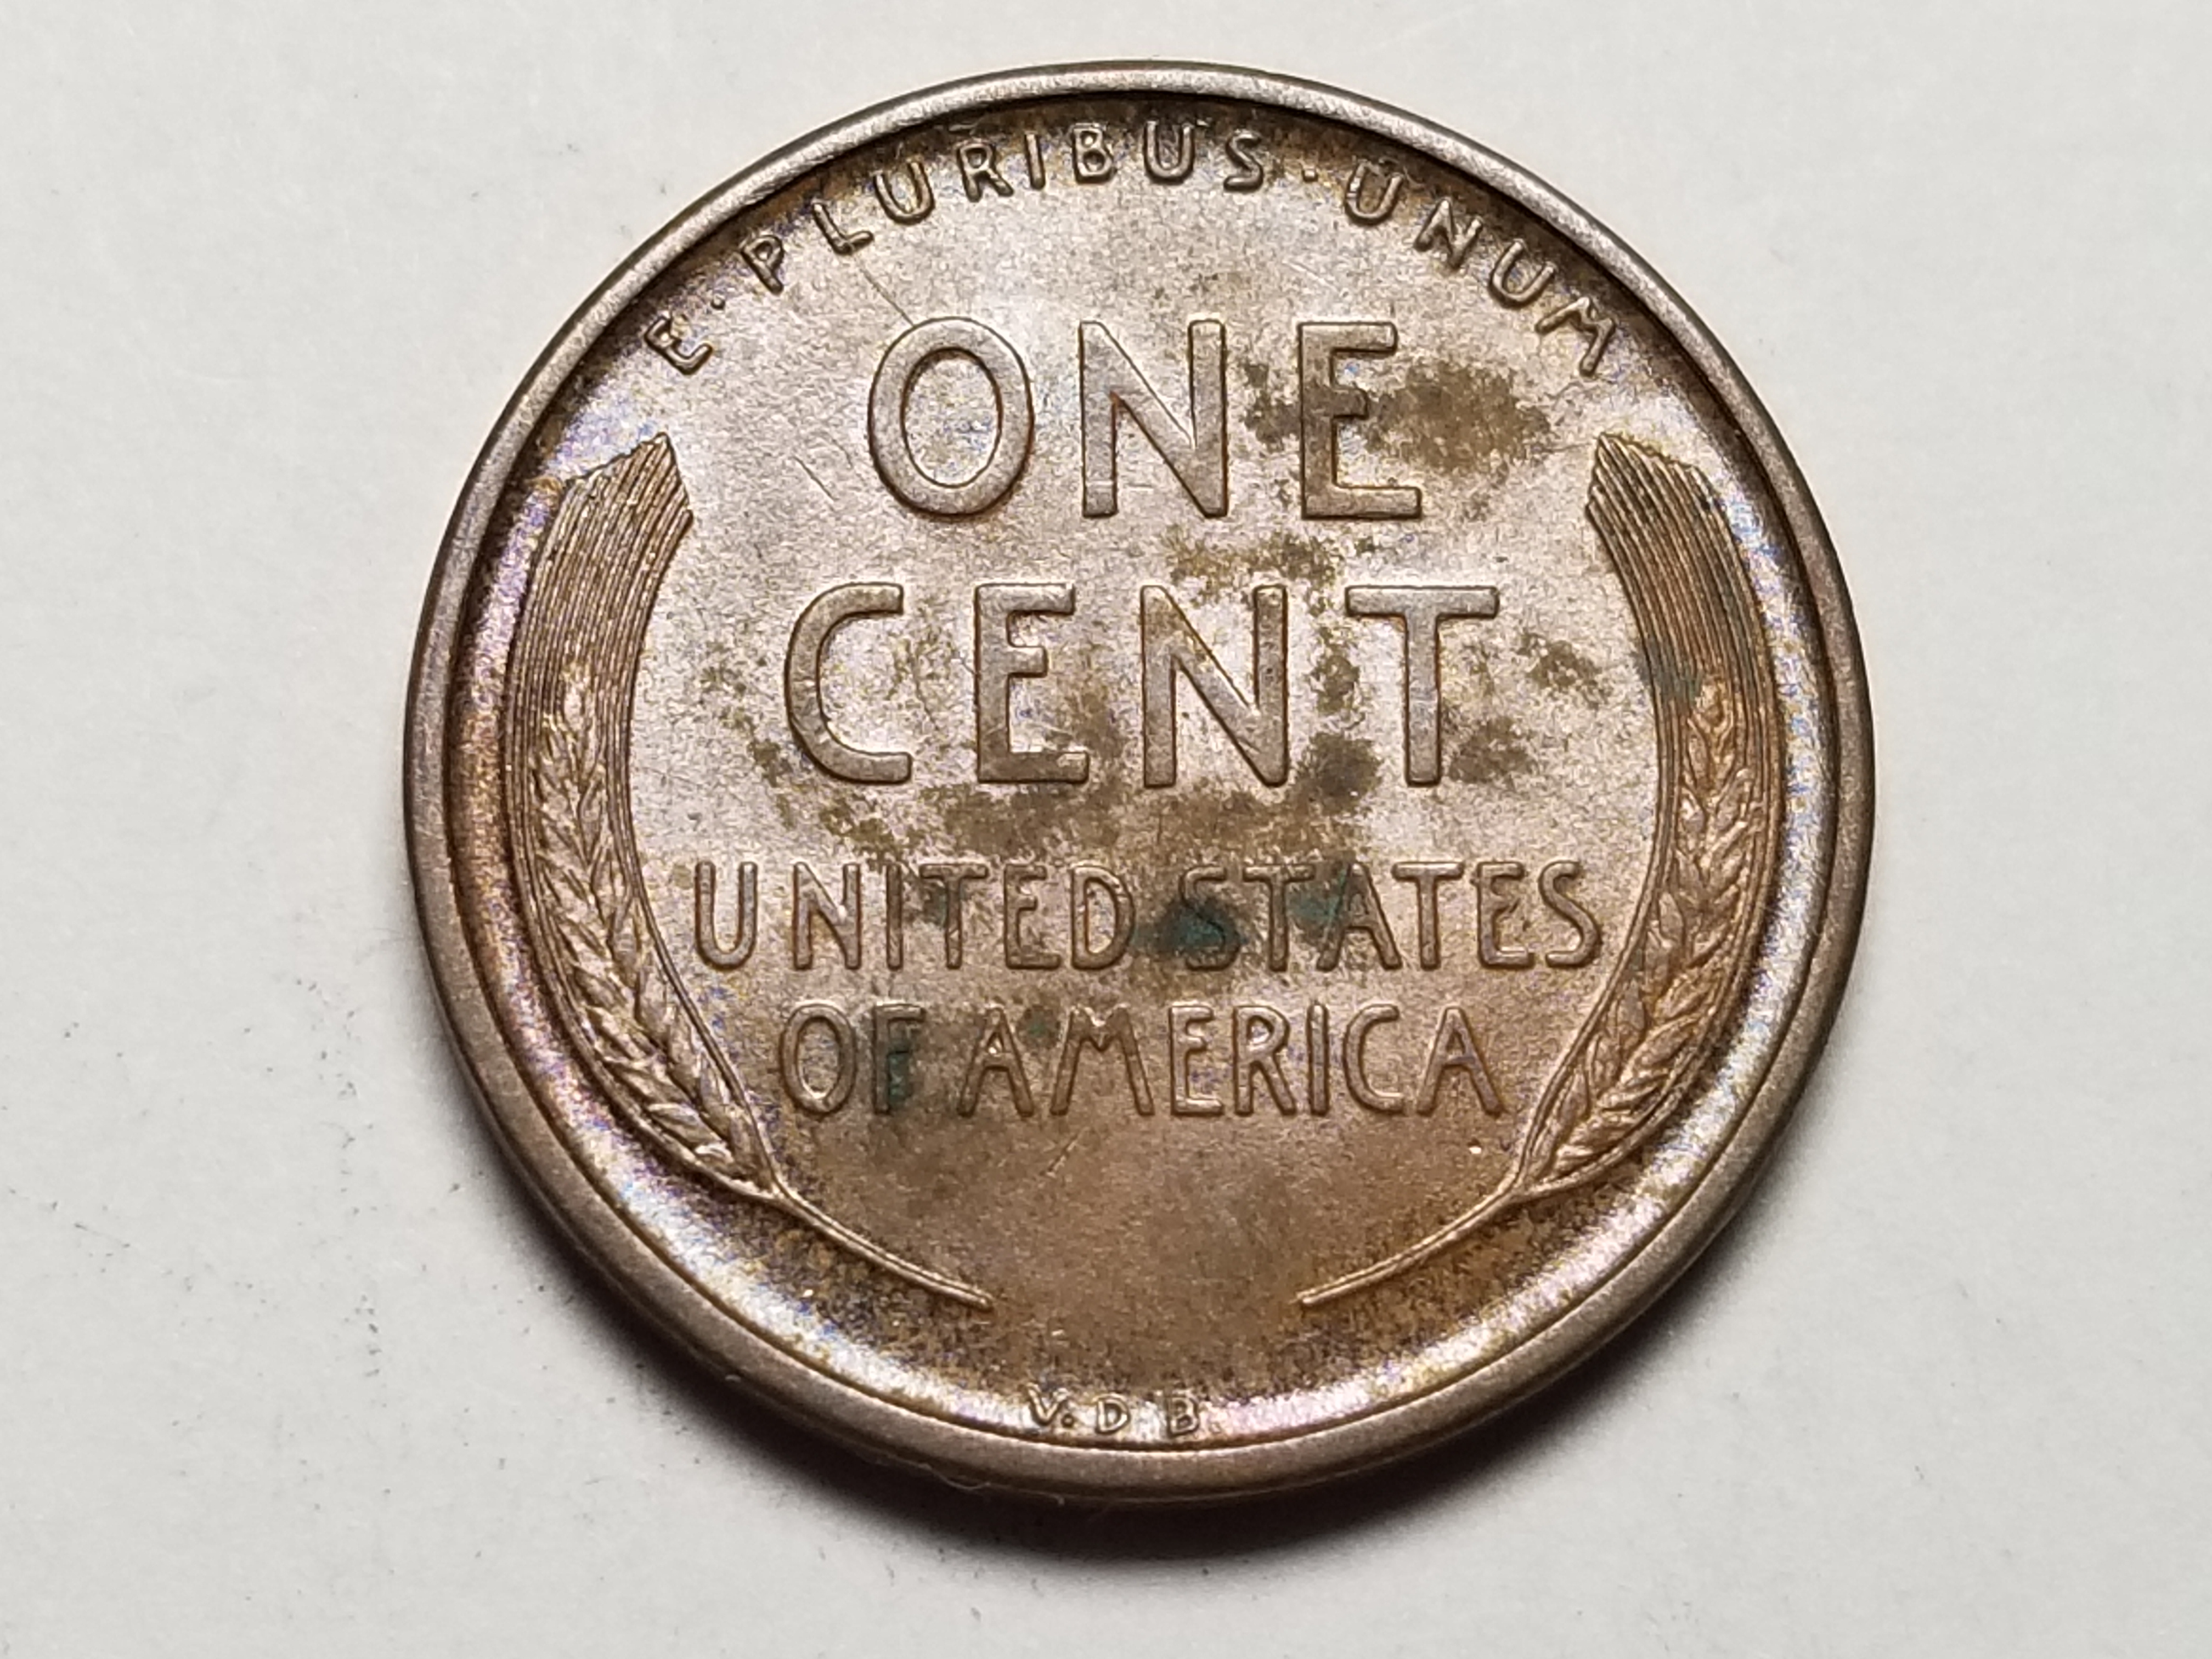 E · PLURIBUS · UNUM
ONE
CENT
UNITED STATES
OF AMERICA
V. D. B.